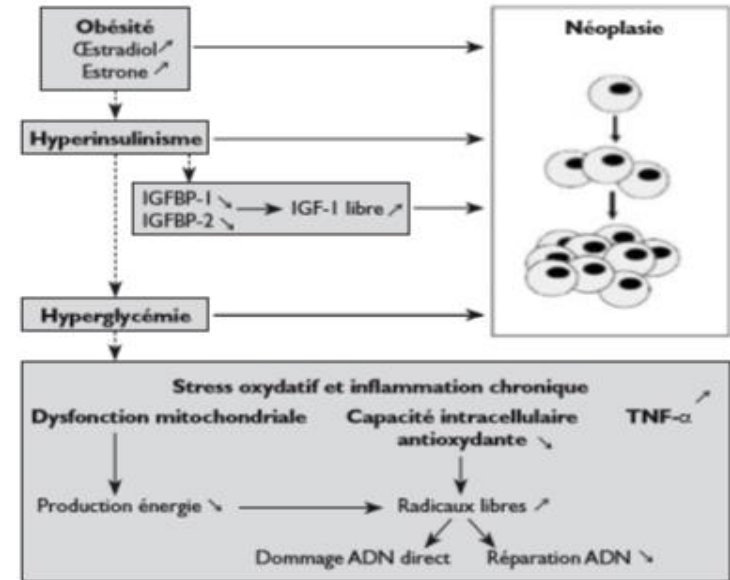 Obésité
Œstradiol ↗
Estrone ↗
Néoplasie
Hyperinsulinisme
IGFBP-1 ↘
IGFBP-2 ↘
IGF-1 libre ↗
Hyperglycémie
Stress oxydatif et inflammation chronique
Dysfonction mitochondriale
Capacité intracellulaire
antioxydante ↘
TNF-α ↗
Production énergie ↘
Radicaux libres ↗
Dommage ADN direct
Réparation ADN ↘